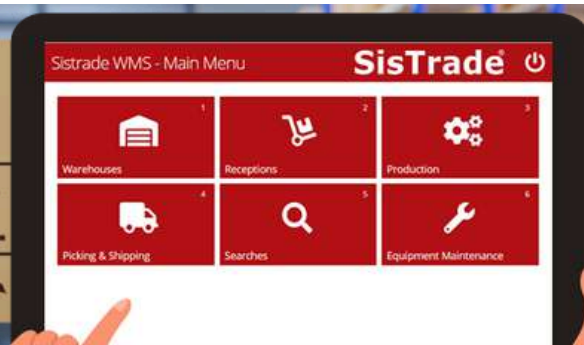 Sistrade WMS - Main Menu
SisTrade®
1
2
3
Warehouses
Receptions
Production
4
5
6
Picking & Shipping
Searches
Equipment Maintenance